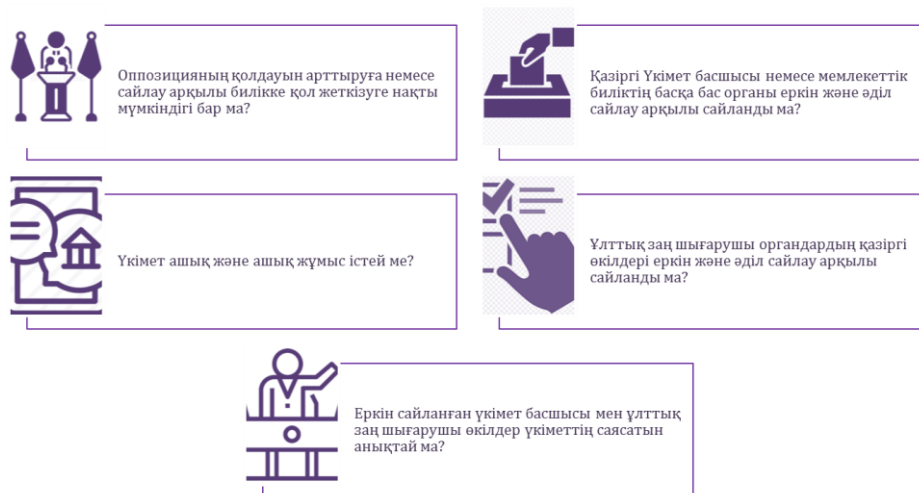 Оппозицияның қолдауын арттыруға немесе
сайлау арқылы билікке қол жеткізуге нақты
мүмкіндігі бар ма?
Қазіргі Үкімет басшысы немесе мемлекеттік
биліктің басқа бас органы еркін және әділ
сайлау арқылы сайланды ма?
Үкімет ашық және ашық жұмыс істей ме?
Ұлттық заң шығарушы органдардың қазіргі
өкілдері еркін және әділ сайлау арқылы
сайланды ма?
Еркін сайланған үкімет басшысы мен ұлттық
заң шығарушы өкілдер үкіметтің саясатын
анықтай ма?